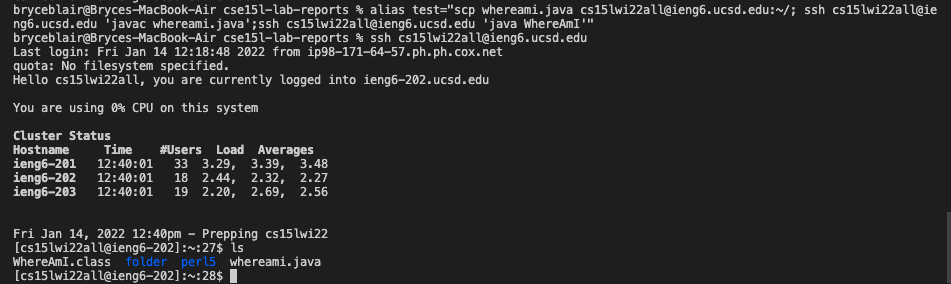 bryceblair@Bryces-MacBook-Air cse15l-lab-reports % alias test="scp whereami.java cs15lwi22all@ieng6.ucsd.edu:~/; ssh cs15lwi22all@ie
ng6.ucsd.edu 'javac whereami.java';ssh cs15lwi22all@ieng6.ucsd.edu 'java WhereAmI'"
bryceblair@Bryces-MacBook-Air cse15l-lab-reports % ssh cs15lwi22all@ieng6.ucsd.edu
Last login: Fri Jan 14 12:18:48 2022 from ip98-171-64-57.ph.ph.cox.net
quota: No filesystem specified.
Hello cs15lwi22all, you are currently logged into ieng6-202.ucsd.edu
You are using 0% CPU on this system
Cluster Status
Hostname     Time    #Users  Load  Averages
ieng6-201   12:40:01   33  3.29,  3.39,  3.48
ieng6-202   12:40:01   18  2.44,  2.32,  2.27
ieng6-203   12:40:01   19  2.20,  2.69,  2.56
Fri Jan 14, 2022 12:40pm - Prepping cs15lwi22
[cs15lwi22all@ieng6-202]:~:27$ ls
WhereAmI.class  folder  perl5  whereami.java
[cs15lwi22all@ieng6-202]:~:28$